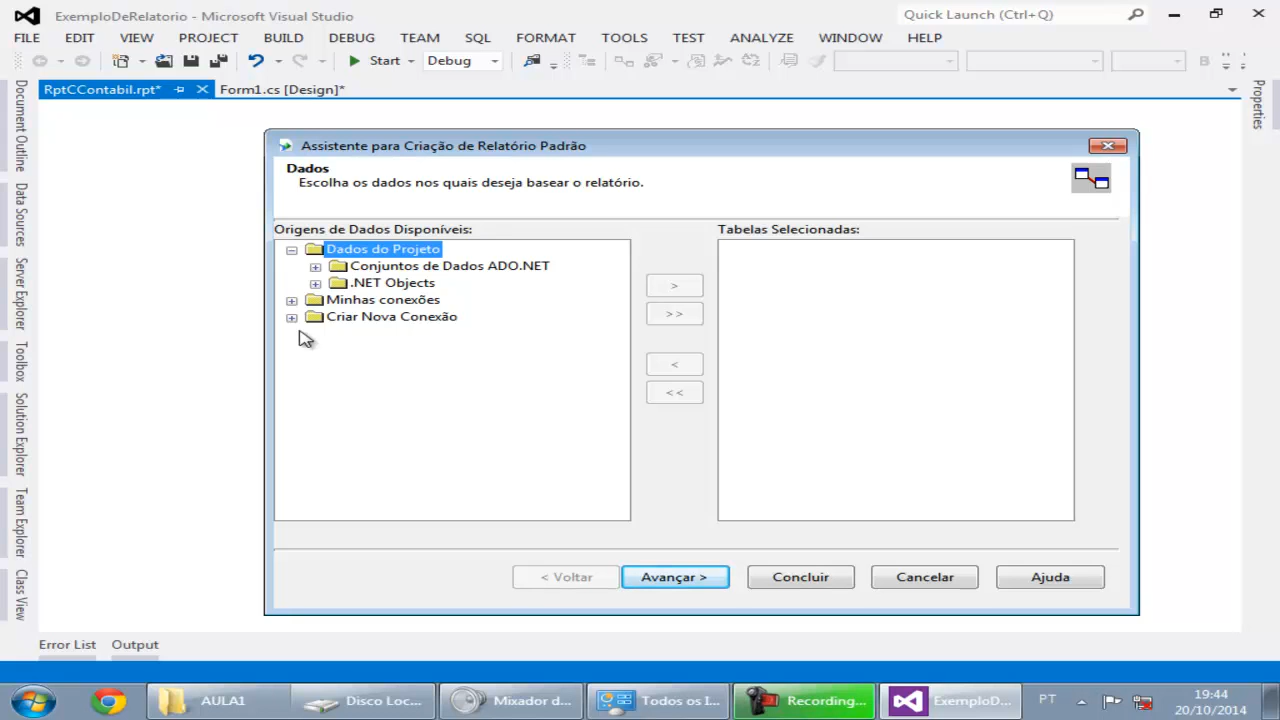 ExemploDeRelatorio - Microsoft Visual Studio
Quick Launch (Ctrl+Q)
FILE EDIT VIEW PROJECT BUILD DEBUG TEAM SQL FORMAT TOOLS TEST ANALYZE WINDOW HELP
Start Debug B
RptCContabil.rpt* Form1.cs [Design]*
Document Outline
Data Sources
Server Explorer
Toolbox
Solution Explorer
Team Explorer
Class View
Properties
Assistente para Criação de Relatório Padrão
Dados
Escolha os dados nos quais deseja basear o relatório.
Origens de Dados Disponíveis:
Tabelas Selecionadas:
Dados do Projeto
Conjuntos de Dados ADO.NET
.NET Objects
Minhas conexões
Criar Nova Conexão
>
>>
<
<<
< Voltar Avançar > Concluir Cancelar Ajuda
Error List Output
AULA1 Disco Loc... Mixador d... Todos os I... Recording... ExemploD... PT
19:44
20/10/2014